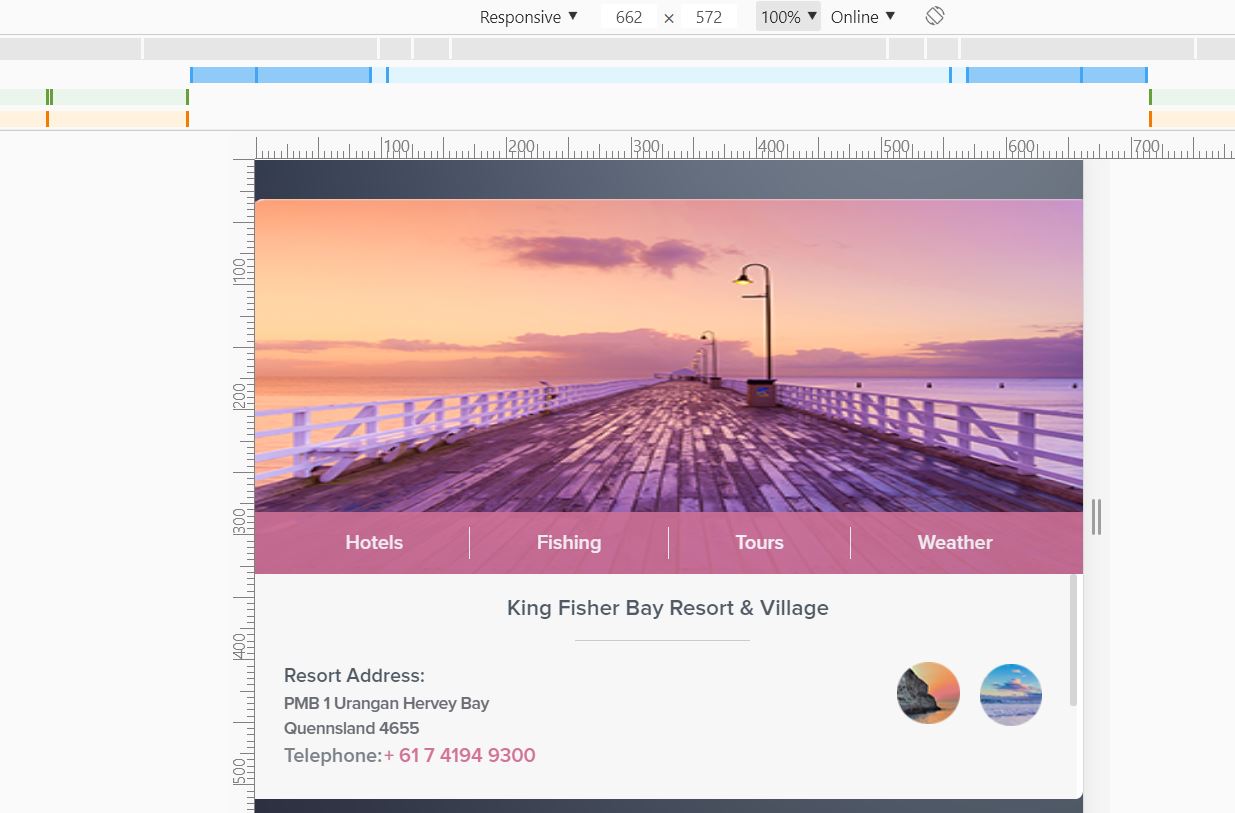 Responsive ▼ 662 × 572 100% ▼ Online ▼
100 200 300 400 500 600 700
100
200
300
400
500
Hotels Fishing Tours Weather
King Fisher Bay Resort & Village
Resort Address:
PMB 1 Urangan Hervey Bay
Quennsland 4655
Telephone:+ 61 7 4194 9300